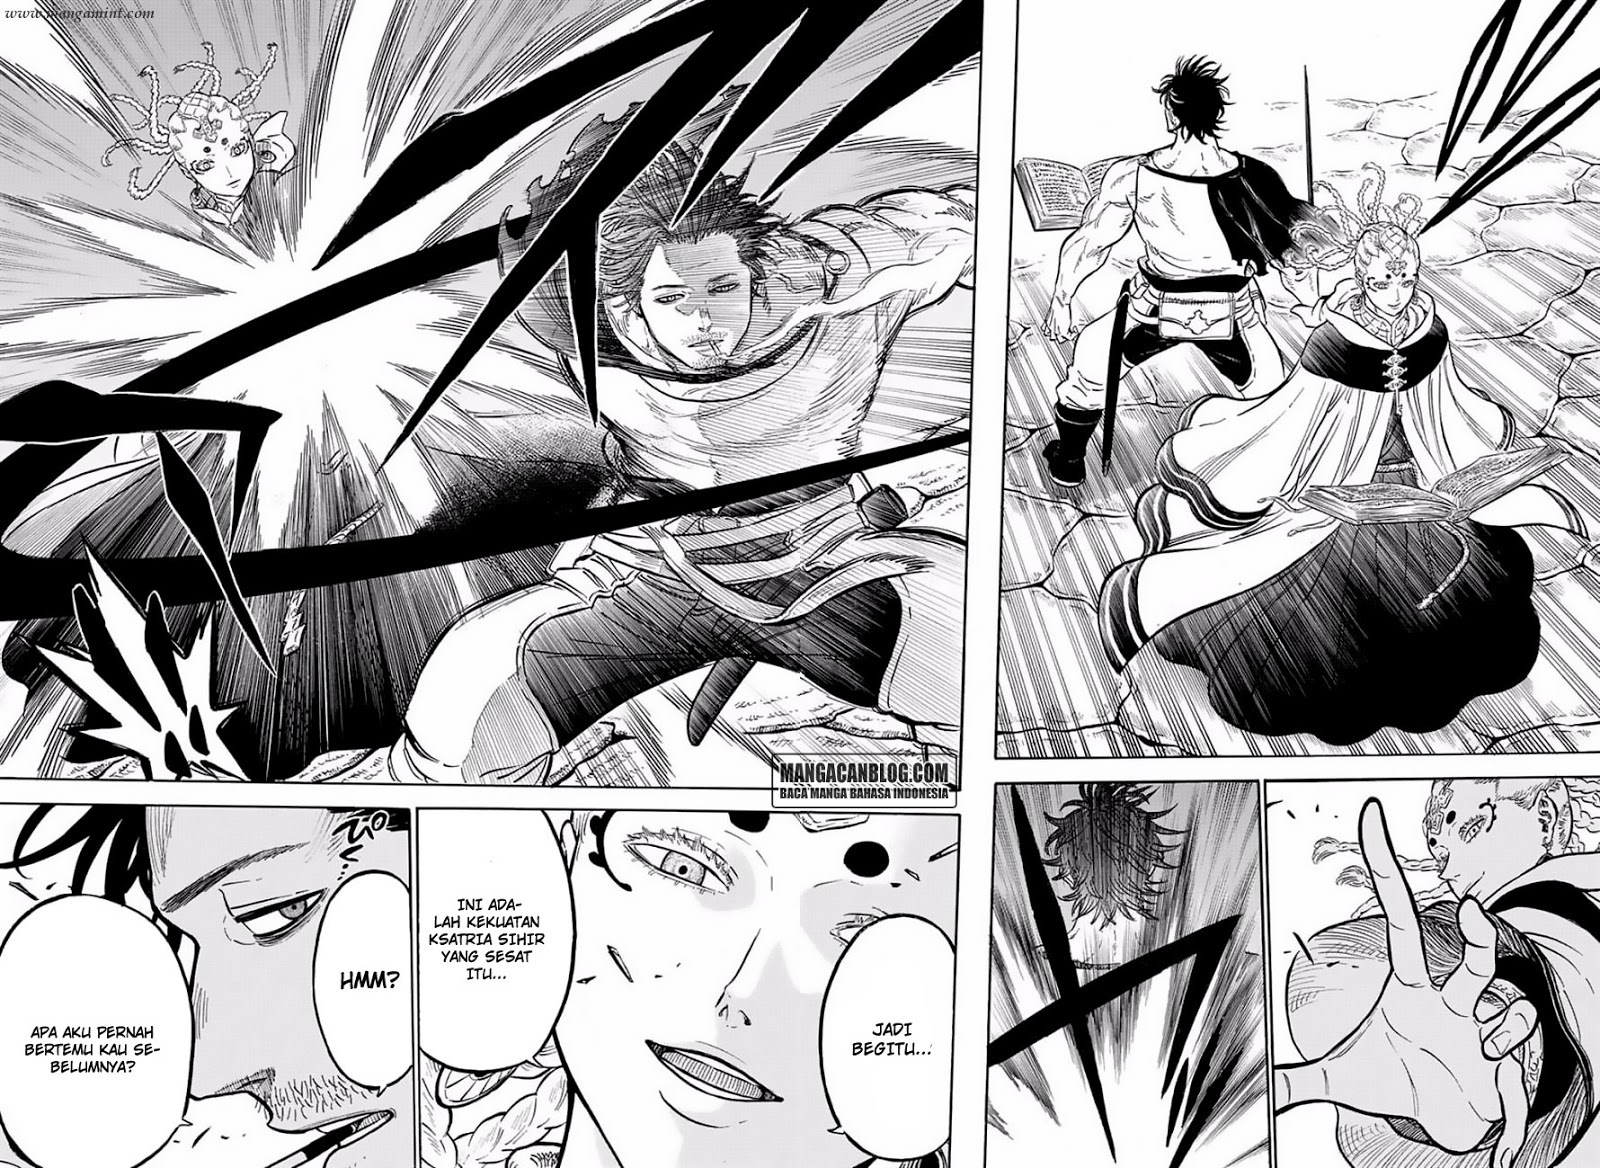 www.mangamint.com
MANGACANBLOG.COM
BACA MANGA BAHASA INDONESIA
JADI
BEGITU...
INI ADA-
LAH KEKUATAN
KSATRIA SIHIR
YANG SESAT
ITU...
HMM?
APA AKU PERNAH
BERTEMU KAU SE-
BELUMNYA?